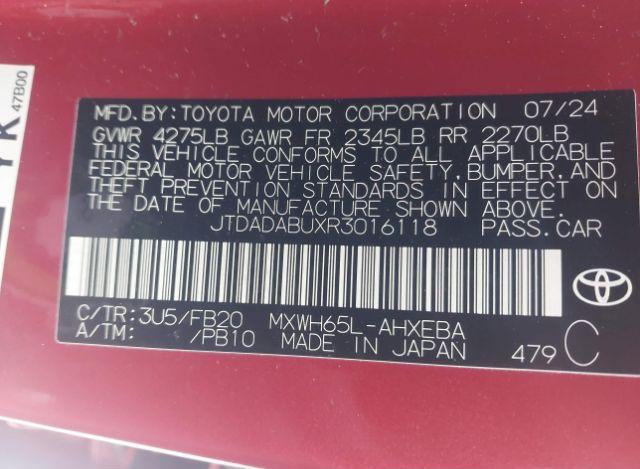 MFD.BY:TOYOTA MOTOR CORPORATION 07/24
GVWR 4275LB GAWR FR 2345LB RR 2270LB
THIS VEHICLE CONFORMS TO ALL APPLICABLE
FEDERAL MOTOR VEHICLE SAFETY,BUMPER,AND
THEFT PREVENTION STANDARDS IN EFFECT ON
THE DATE OF MANUFACTURE SHOWN ABOVE.
JTDADABUXR3016118 PASS.CAR
C/TR: 3U5/FB20 MXWH65L-AHXEBA
A/TM: /PB10 MADE IN JAPAN 479 C
YK
47B00